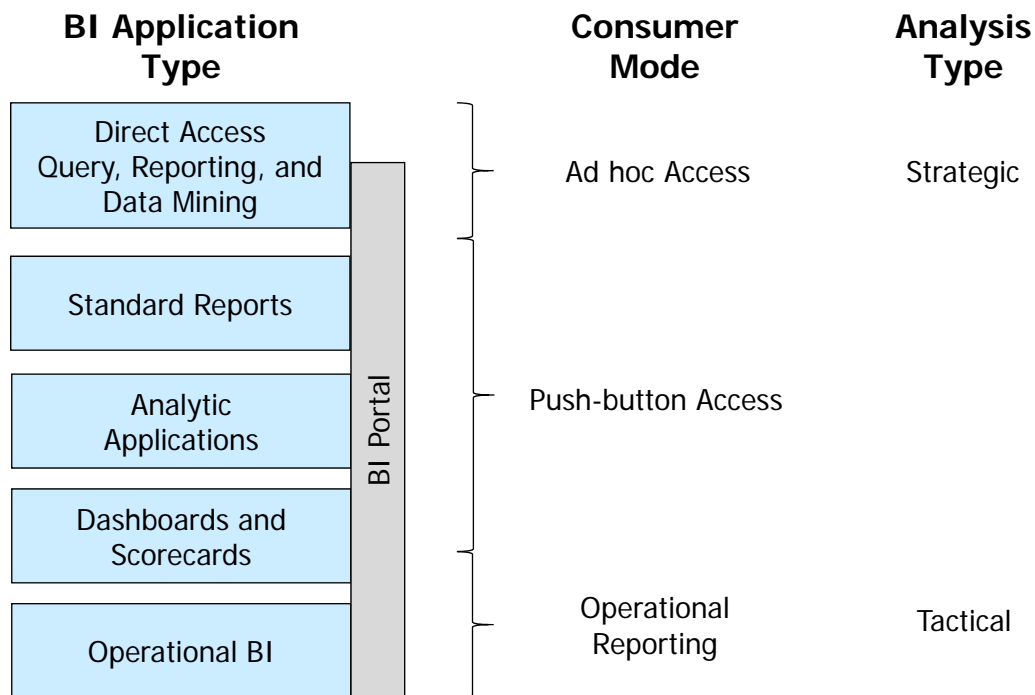 BI Application
Type
Consumer
Mode
Analysis
Type
Direct Access
Query, Reporting, and
Data Mining
Ad hoc Access
Strategic
Standard Reports
Analytic
Applications
BI Portal
Push-button Access
Dashboards and
Scorecards
Operational BI
Operational
Reporting
Tactical